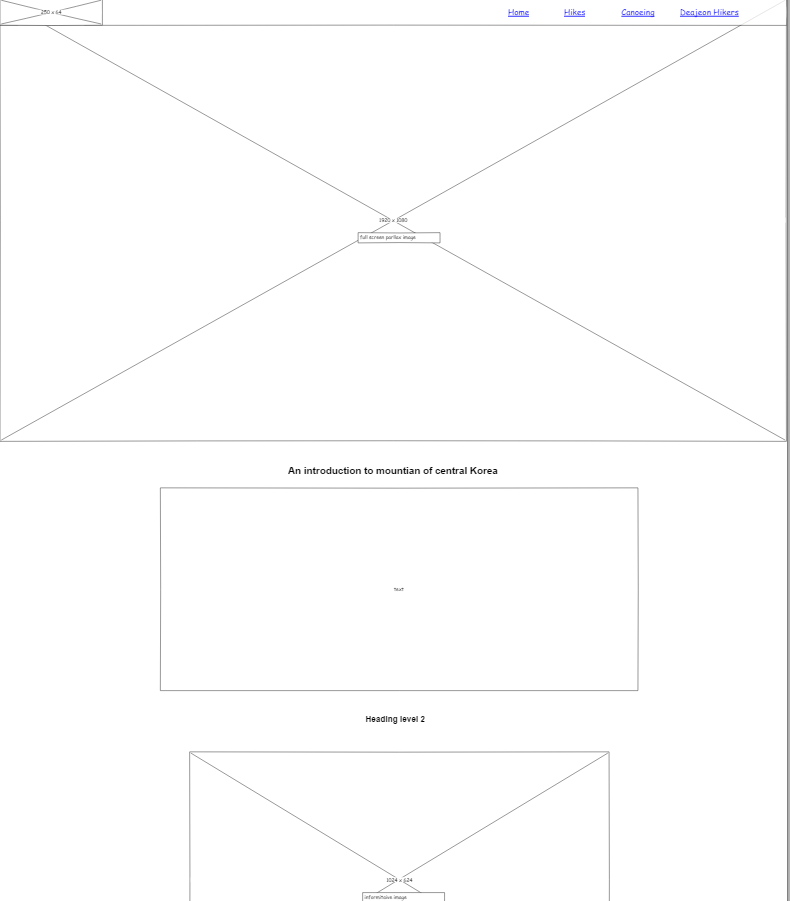 250 x 64
Home
Hikes
Canoeing
Deajeon Hikers
1920 x 1080
full screen parllax image
An introduction to mountian of central Korea
Text
Heading level 2
1024 x 624
informitaive image